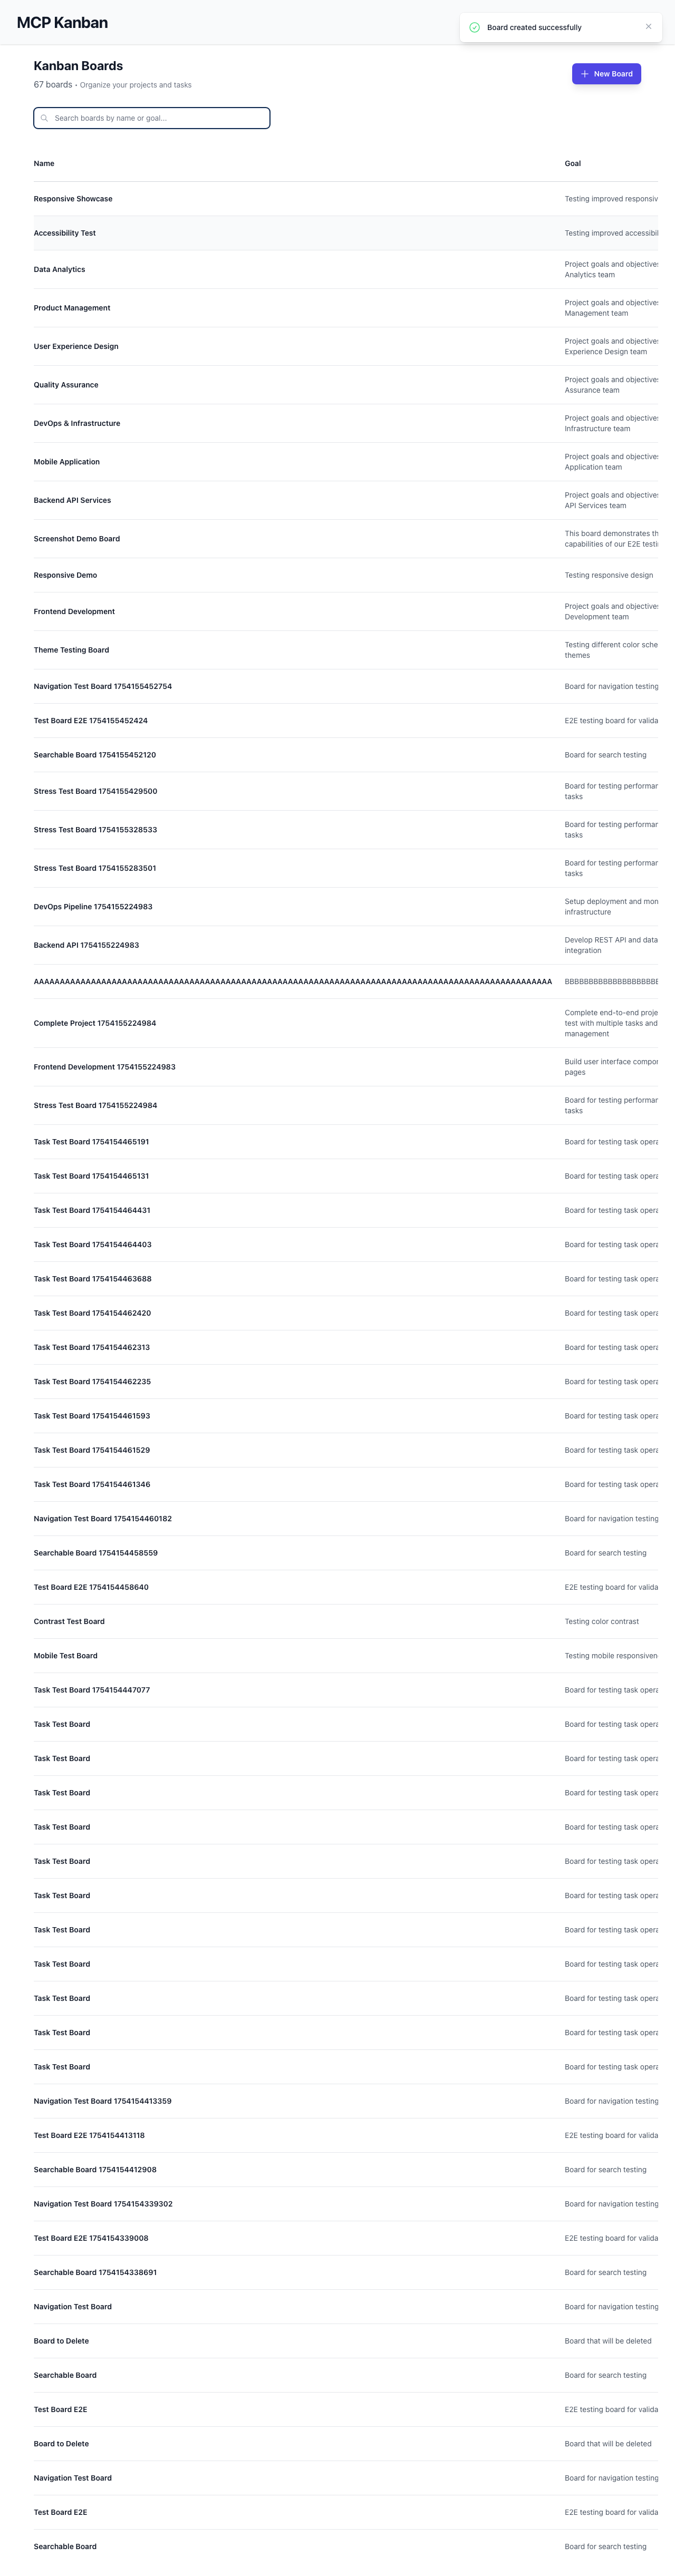 MCP Kanban
Board created successfully
Kanban Boards
67 boards • Organize your projects and tasks
New Board
Search boards by name or goal...
Name Goal
Responsive Showcase Testing improved responsiv
Accessibility Test Testing improved accessibil
Data Analytics Project goals and objectives
Analytics team
Product Management Project goals and objectives
Management team
User Experience Design Project goals and objectives
Experience Design team
Quality Assurance Project goals and objectives
Assurance team
DevOps & Infrastructure Project goals and objectives
Infrastructure team
Mobile Application Project goals and objectives
Application team
Backend API Services Project goals and objectives
API Services team
Screenshot Demo Board This board demonstrates th
capabilities of our E2E testi
Responsive Demo Testing responsive design
Frontend Development Project goals and objectives
Development team
Theme Testing Board Testing different color sche
themes
Navigation Test Board 1754155452754 Board for navigation testing
Test Board E2E 1754155452424 E2E testing board for valida
Searchable Board 1754155452120 Board for search testing
Stress Test Board 1754155429500 Board for testing performan
tasks
Stress Test Board 1754155328533 Board for testing performan
tasks
Stress Test Board 1754155283501 Board for testing performan
tasks
DevOps Pipeline 1754155224983 Setup deployment and mon
infrastructure
Backend API 1754155224983 Develop REST API and data
integration
AAAAAAAAAAAAAAAAAAAAAAAAAAAAAAAAAAAAAAAAAAAAAAAAAAAAAAAAAAAAAAAAAAAAAAAAAAAAAAAAAAAAAAAAAAAAAAAAAAAA BBBBBBBBBBBBBBBBBBB
Complete Project 1754155224984 Complete end-to-end proje
test with multiple tasks and
management
Frontend Development 1754155224983 Build user interface compon
pages
Stress Test Board 1754155224984 Board for testing performan
tasks
Task Test Board 1754154465191 Board for testing task opera
Task Test Board 1754154465131 Board for testing task opera
Task Test Board 1754154464431 Board for testing task opera
Task Test Board 1754154464403 Board for testing task opera
Task Test Board 1754154463688 Board for testing task opera
Task Test Board 1754154462420 Board for testing task opera
Task Test Board 1754154462313 Board for testing task opera
Task Test Board 1754154462235 Board for testing task opera
Task Test Board 1754154461593 Board for testing task opera
Task Test Board 1754154461529 Board for testing task opera
Task Test Board 1754154461346 Board for testing task opera
Navigation Test Board 1754154460182 Board for navigation testing
Searchable Board 1754154458559 Board for search testing
Test Board E2E 1754154458640 E2E testing board for valida
Contrast Test Board Testing color contrast
Mobile Test Board Testing mobile responsiven
Task Test Board 1754154447077 Board for testing task opera
Task Test Board Board for testing task opera
Task Test Board Board for testing task opera
Task Test Board Board for testing task opera
Task Test Board Board for testing task opera
Task Test Board Board for testing task opera
Task Test Board Board for testing task opera
Task Test Board Board for testing task opera
Task Test Board Board for testing task opera
Task Test Board Board for testing task opera
Task Test Board Board for testing task opera
Task Test Board Board for testing task opera
Navigation Test Board 1754154413359 Board for navigation testing
Test Board E2E 1754154413118 E2E testing board for valida
Searchable Board 1754154412908 Board for search testing
Navigation Test Board 1754154339302 Board for navigation testing
Test Board E2E 1754154339008 E2E testing board for valida
Searchable Board 1754154338691 Board for search testing
Navigation Test Board Board for navigation testing
Board to Delete Board that will be deleted
Searchable Board Board for search testing
Test Board E2E E2E testing board for valida
Board to Delete Board that will be deleted
Navigation Test Board Board for navigation testing
Test Board E2E E2E testing board for valida
Searchable Board Board for search testing